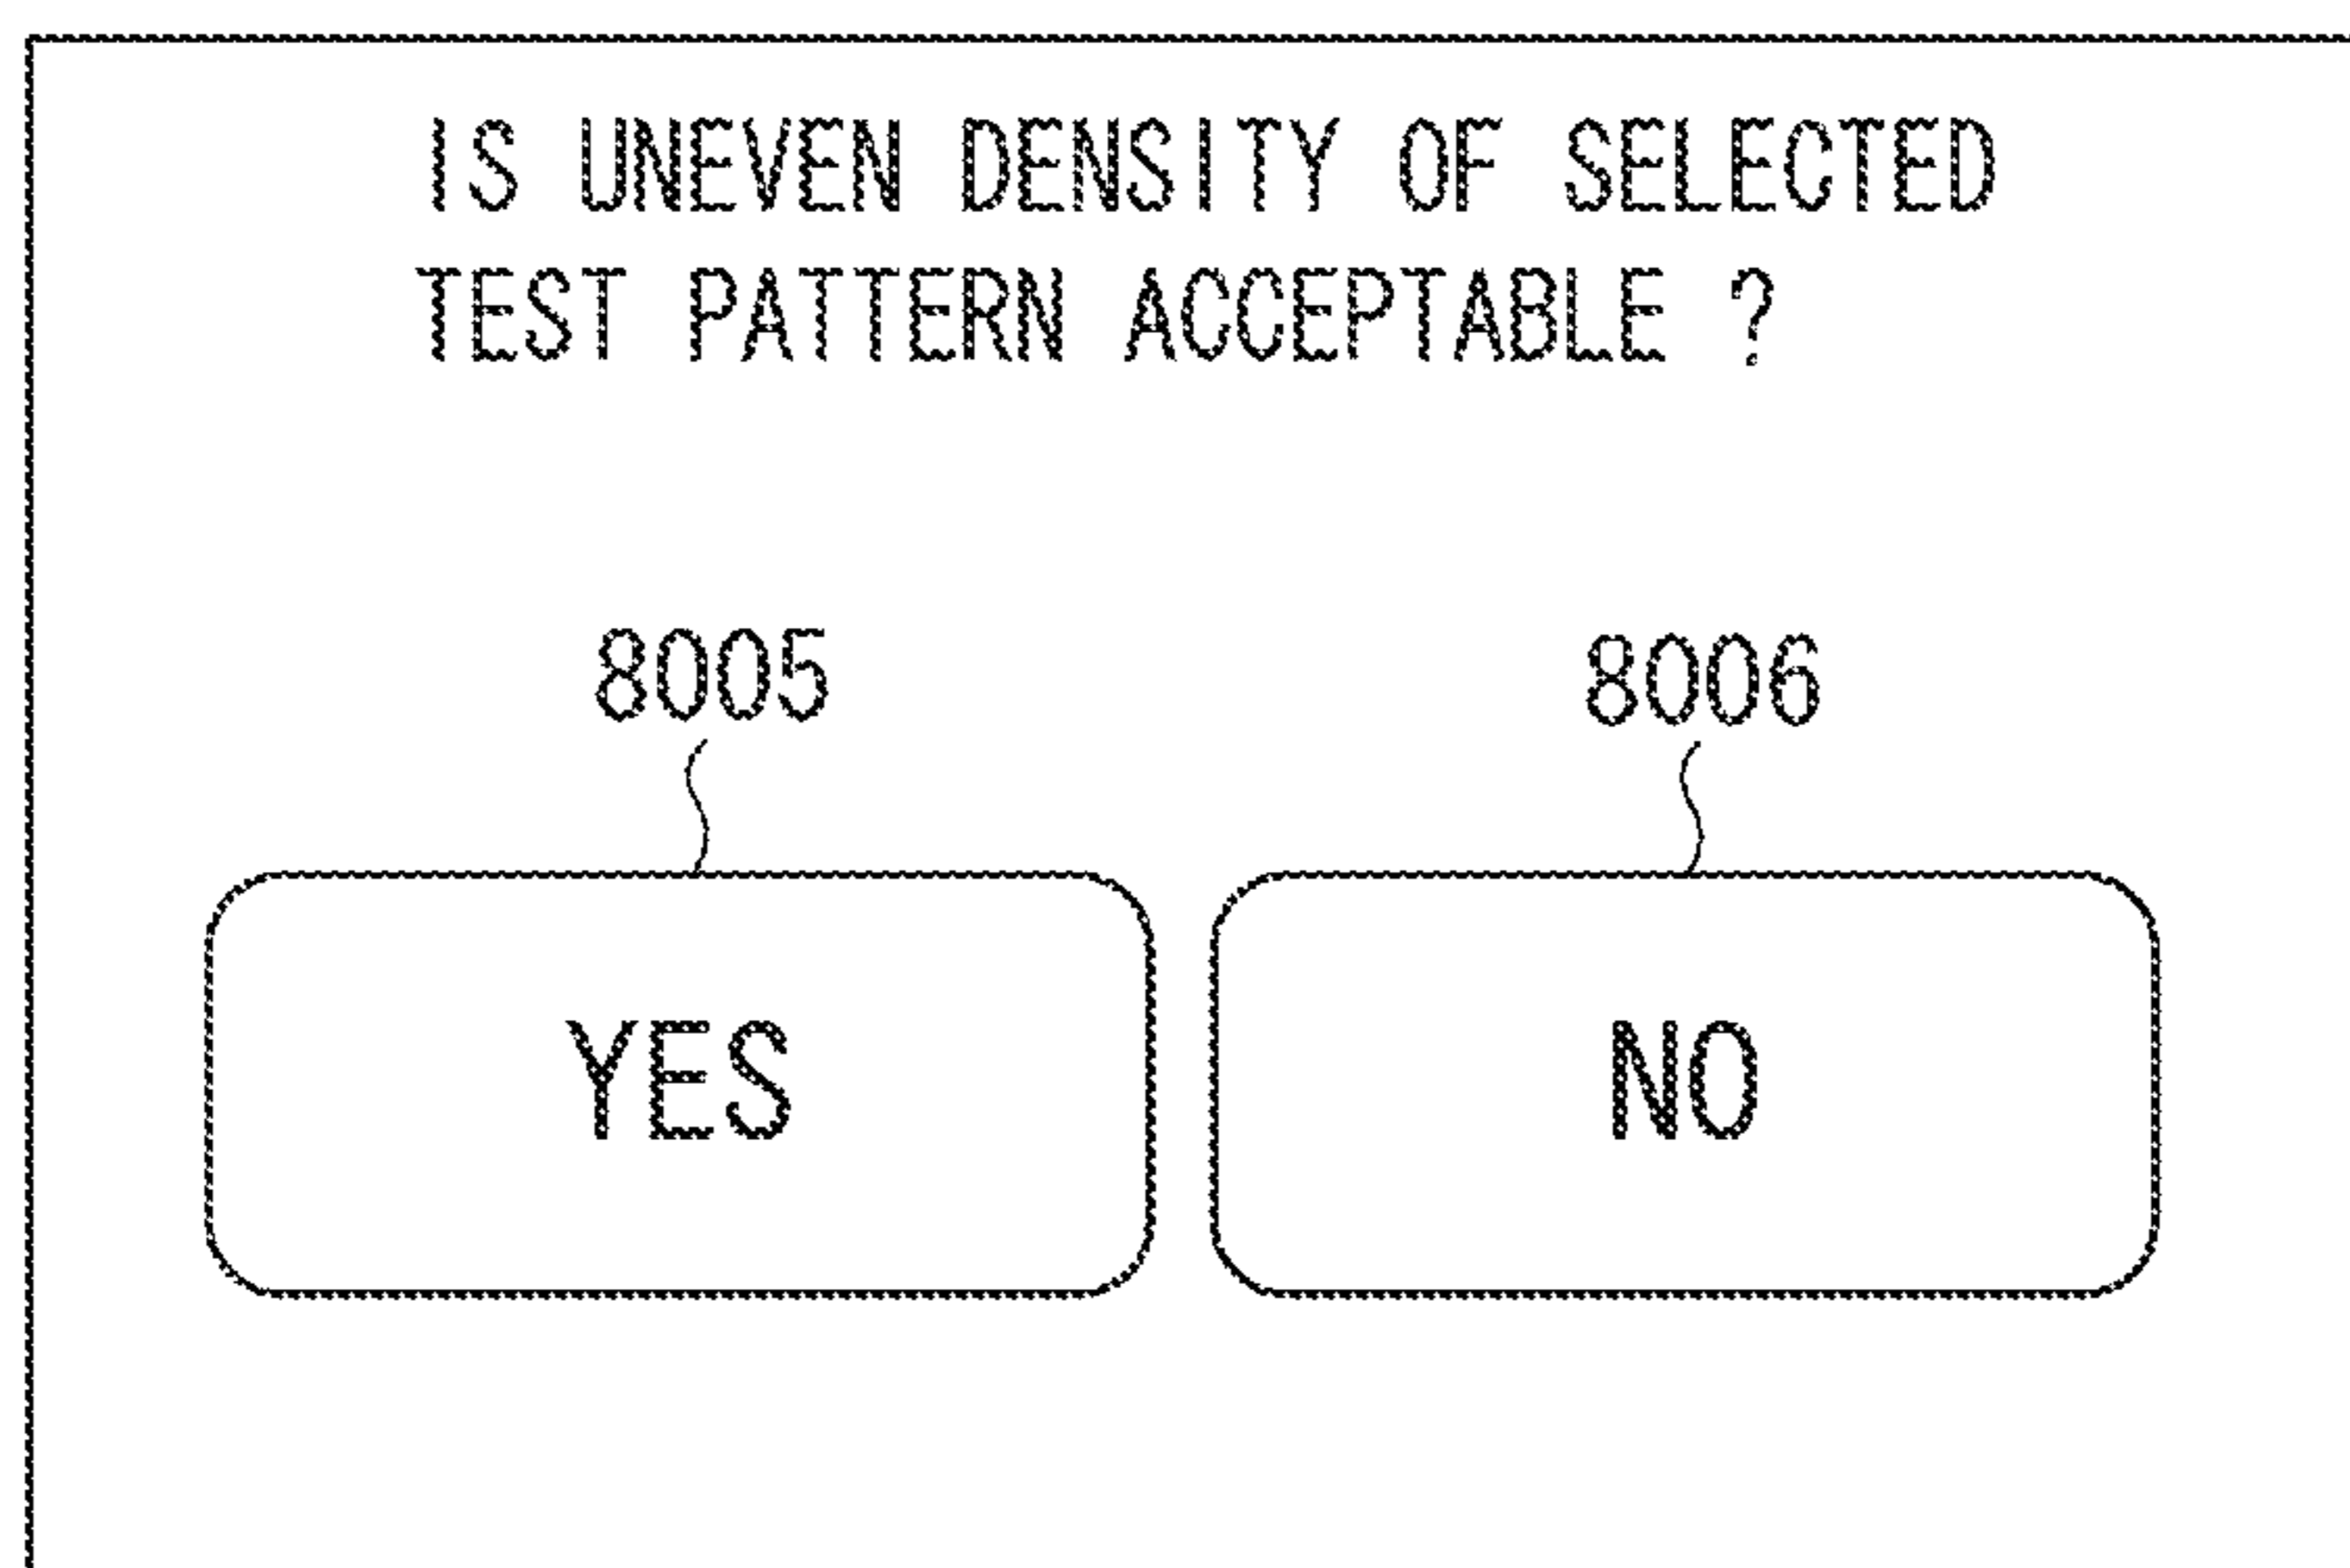 IS UNEVEN DENSITY OF SELECTED
TEST PATTERN ACCEPTABLE ?
8005
8006
YES
NO